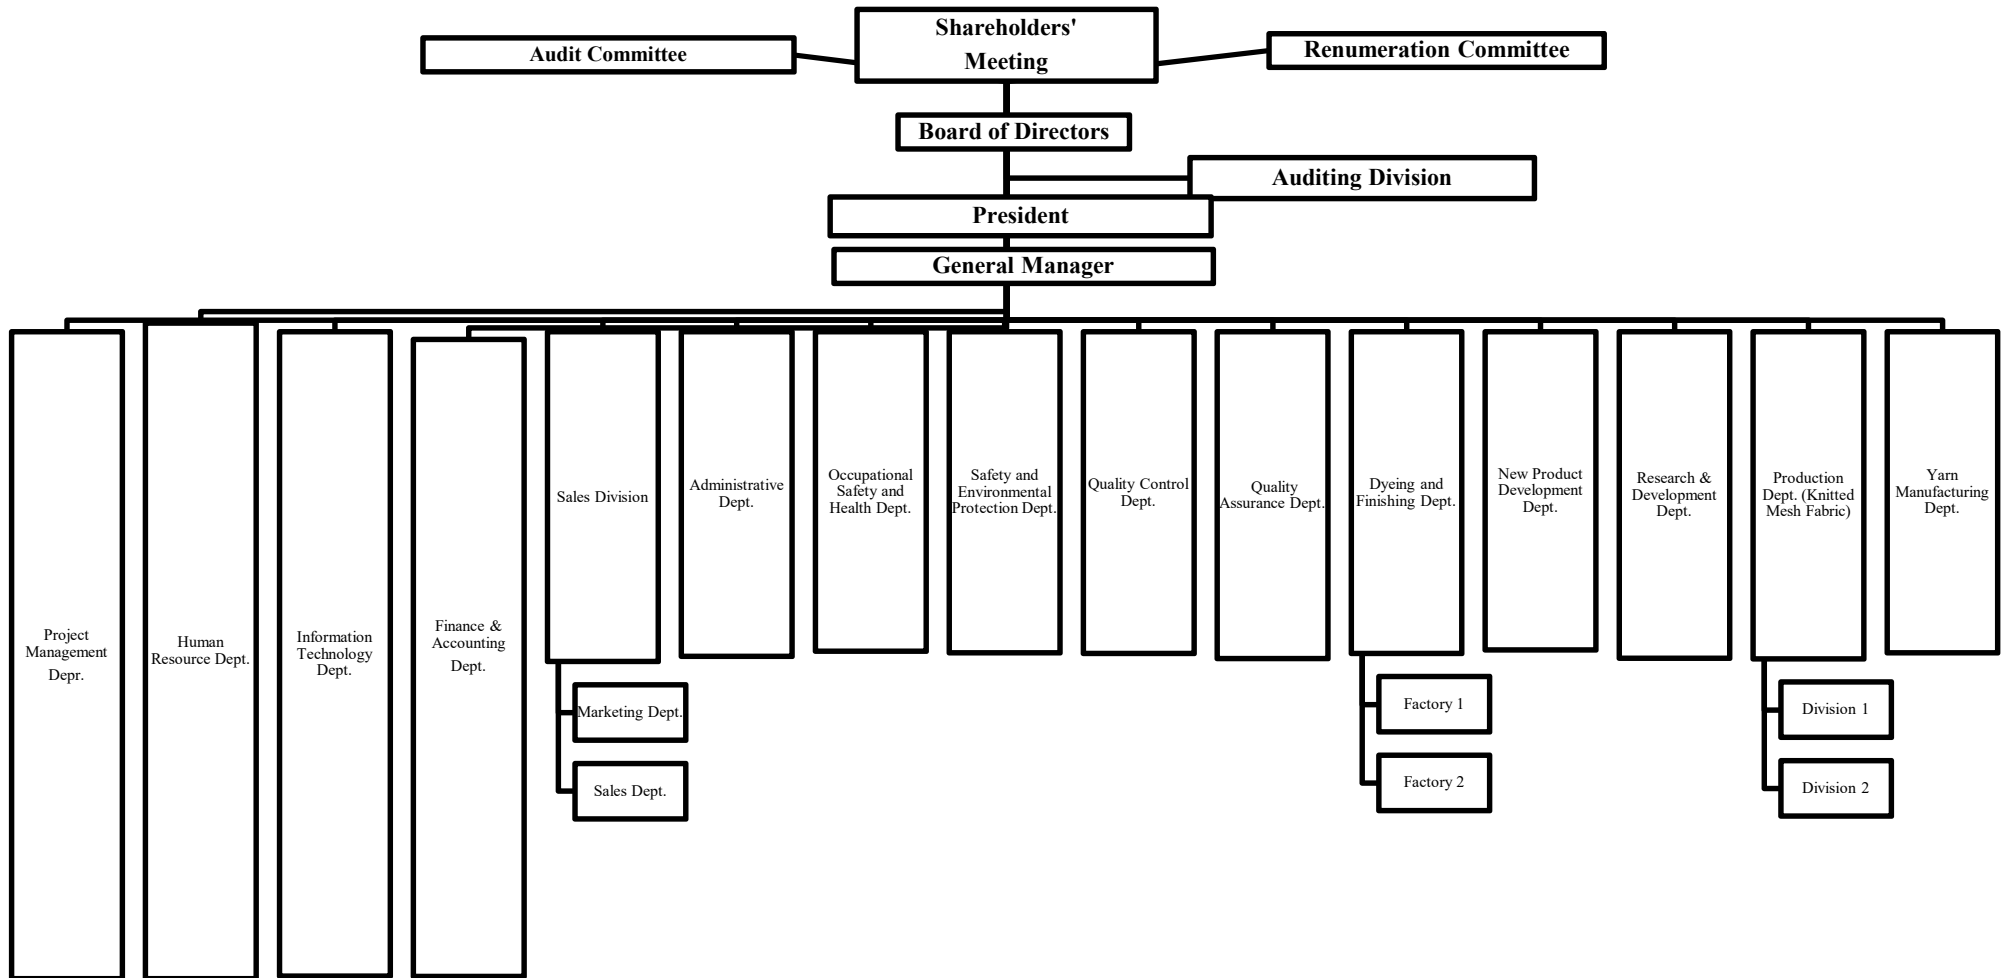 Shareholders'
Meeting
Audit Committee
Renumeration Committee
Board of Directors
Auditing Division
President
General Manager
Project
Management
Depr.
Human
Resource Dept.
Information
Technology
Dept.
Finance &
Accounting
Dept.
Sales Division
Administrative
Dept.
Occupational
Safety and
Health Dept.
Safety and
Environmental
Protection Dept.
Quality Control
Dept.
Quality
Assurance Dept.
Dyeing and
Finishing Dept.
New Product
Development
Dept.
Research &
Development
Dept.
Production
Dept. (Knitted
Mesh Fabric)
Yarn
Manufacturing
Dept.
Marketing Dept.
Sales Dept.
Factory 1
Factory 2
Division 1
Division 2